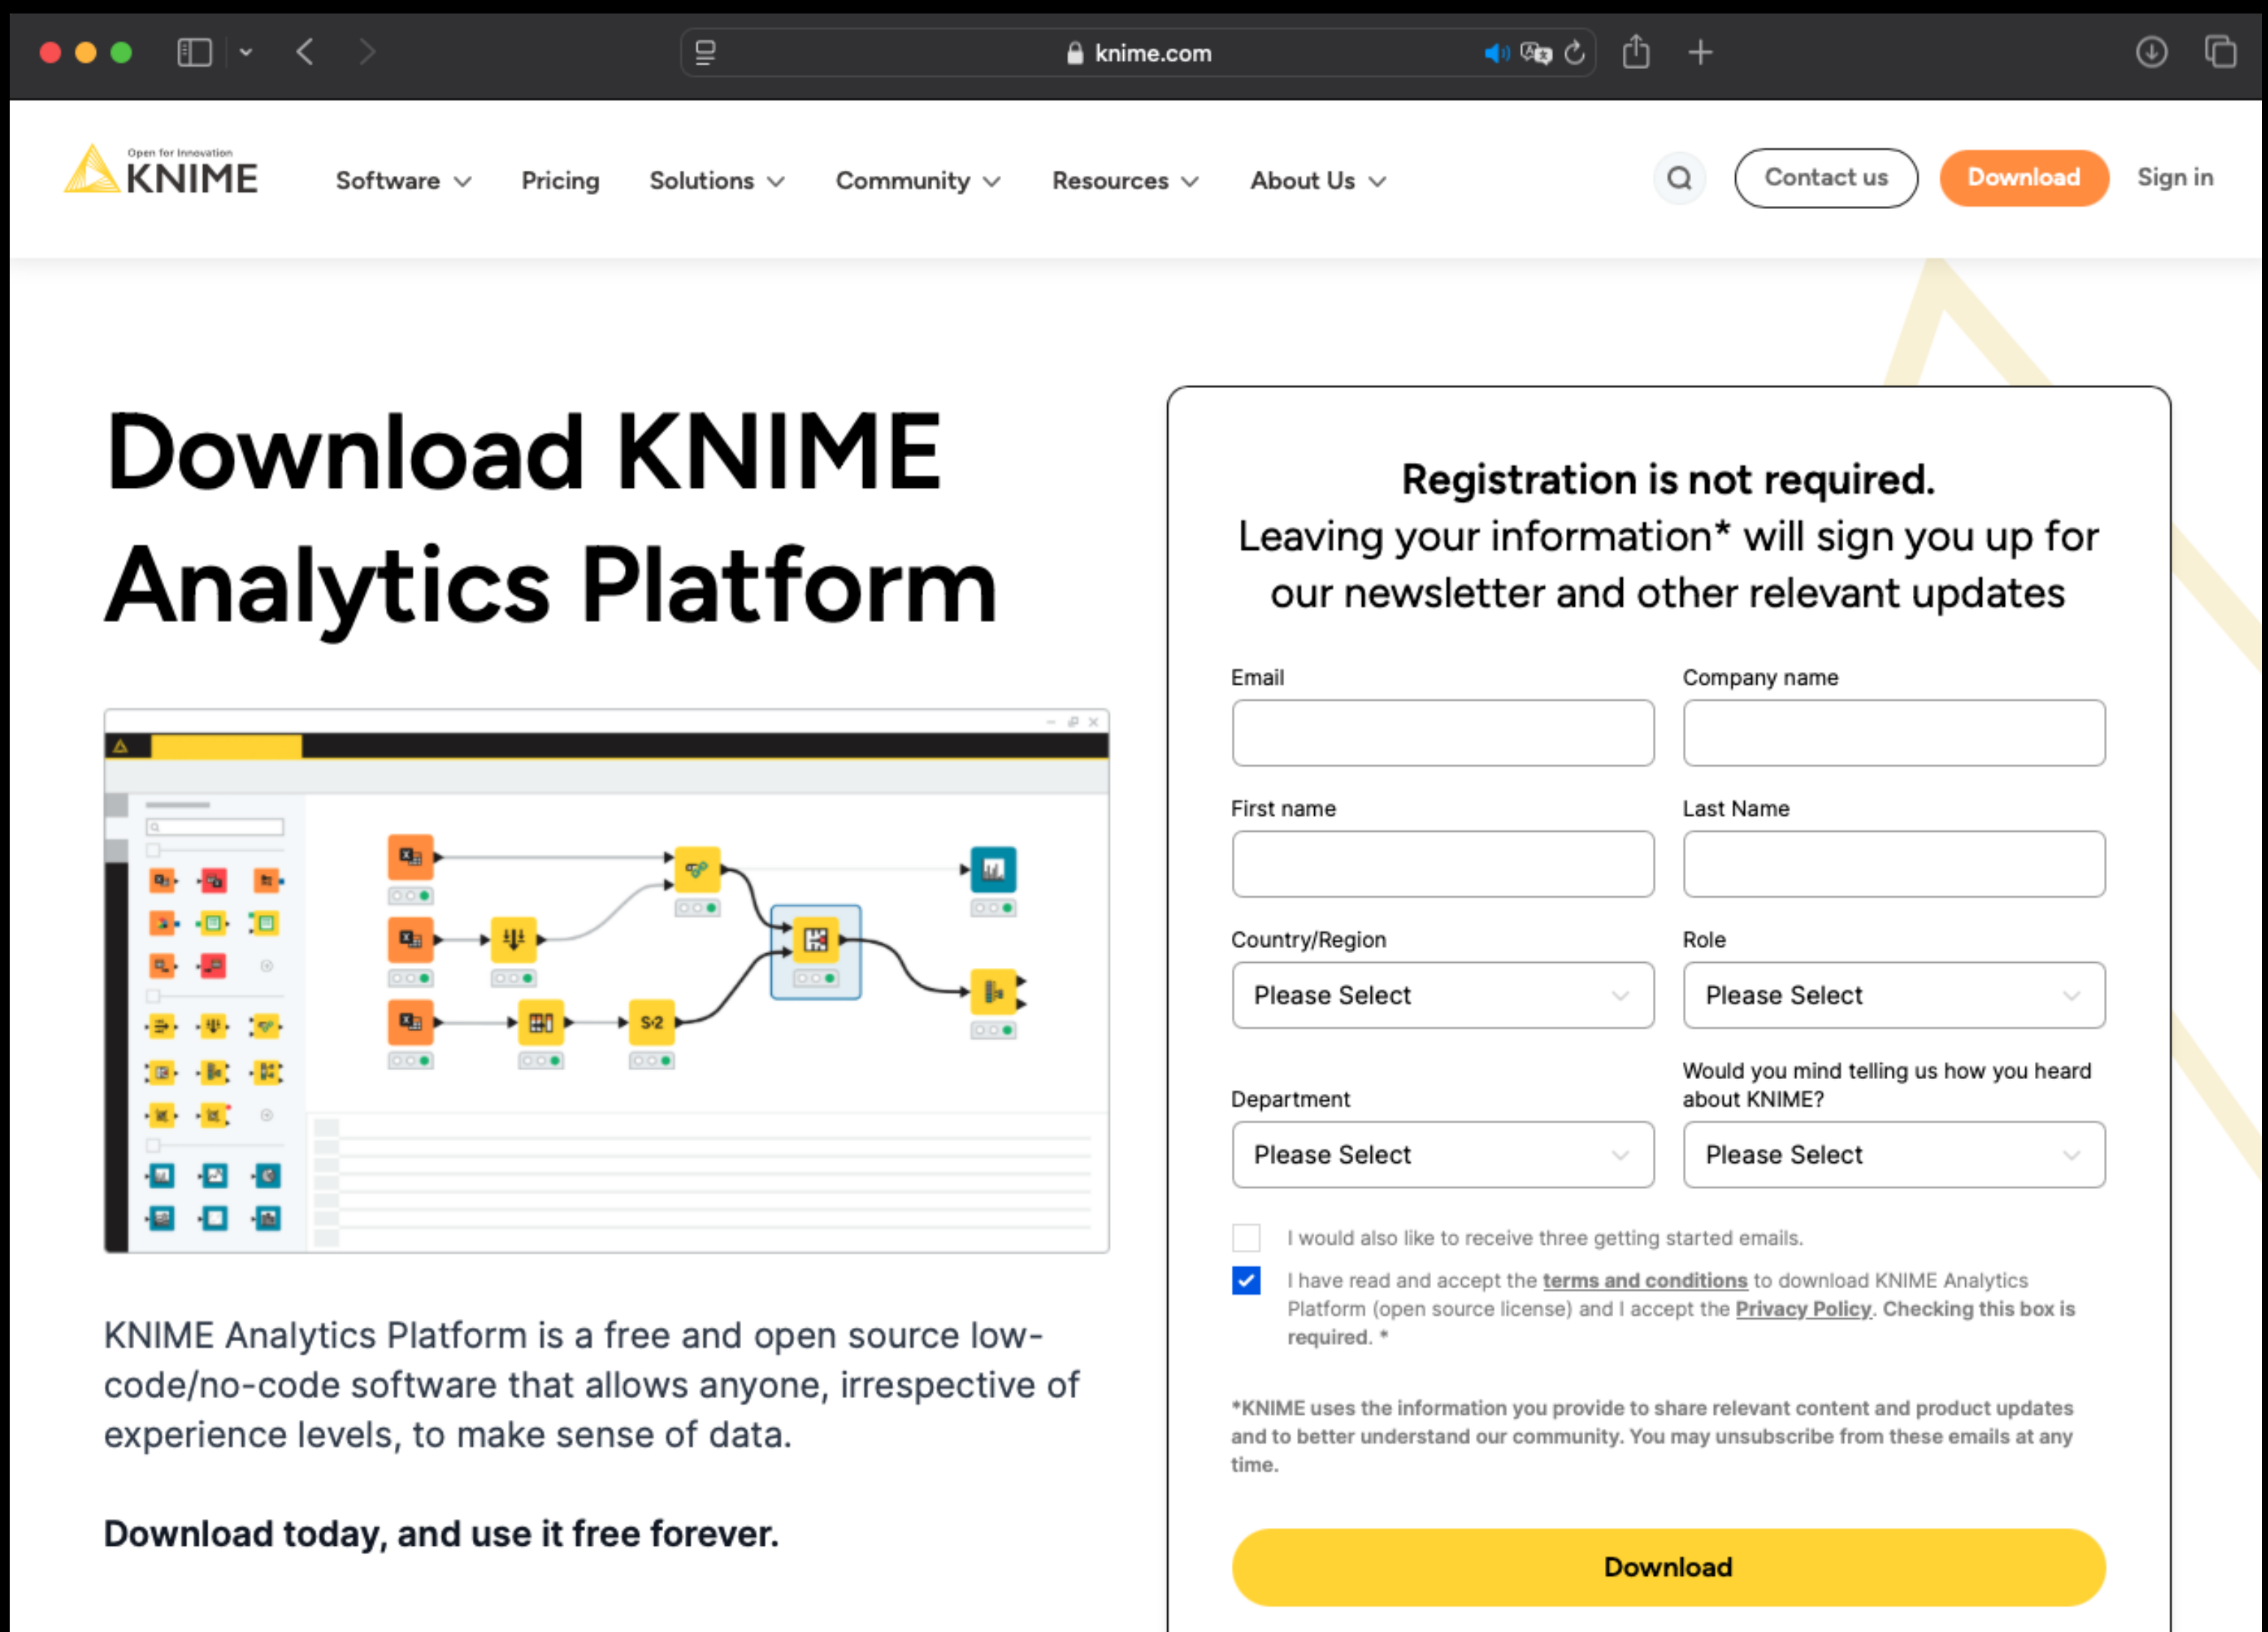 knime.com
Open for Innovation
KNIME
Software
Pricing
Solutions
Community
Resources
About Us
Contact us
Download
Sign in
Download KNIME
Analytics Platform
S2
KNIME Analytics Platform is a free and open source low-
code/no-code software that allows anyone, irrespective of
experience levels, to make sense of data.
Download today, and use it free forever.
Registration is not required.
Leaving your information* will sign you up for
our newsletter and other relevant updates
Email
Company name
First name
Last Name
Country/Region
Role
Please Select
Please Select
Department
Would you mind telling us how you heard
about KNIME?
Please Select
Please Select
I would also like to receive three getting started emails.
I have read and accept the terms and conditions to download KNIME Analytics
Platform (open source license) and I accept the Privacy Policy. Checking this box is
required. *
*KNIME uses the information you provide to share relevant content and product updates
and to better understand our community. You may unsubscribe from these emails at any
time.
Download